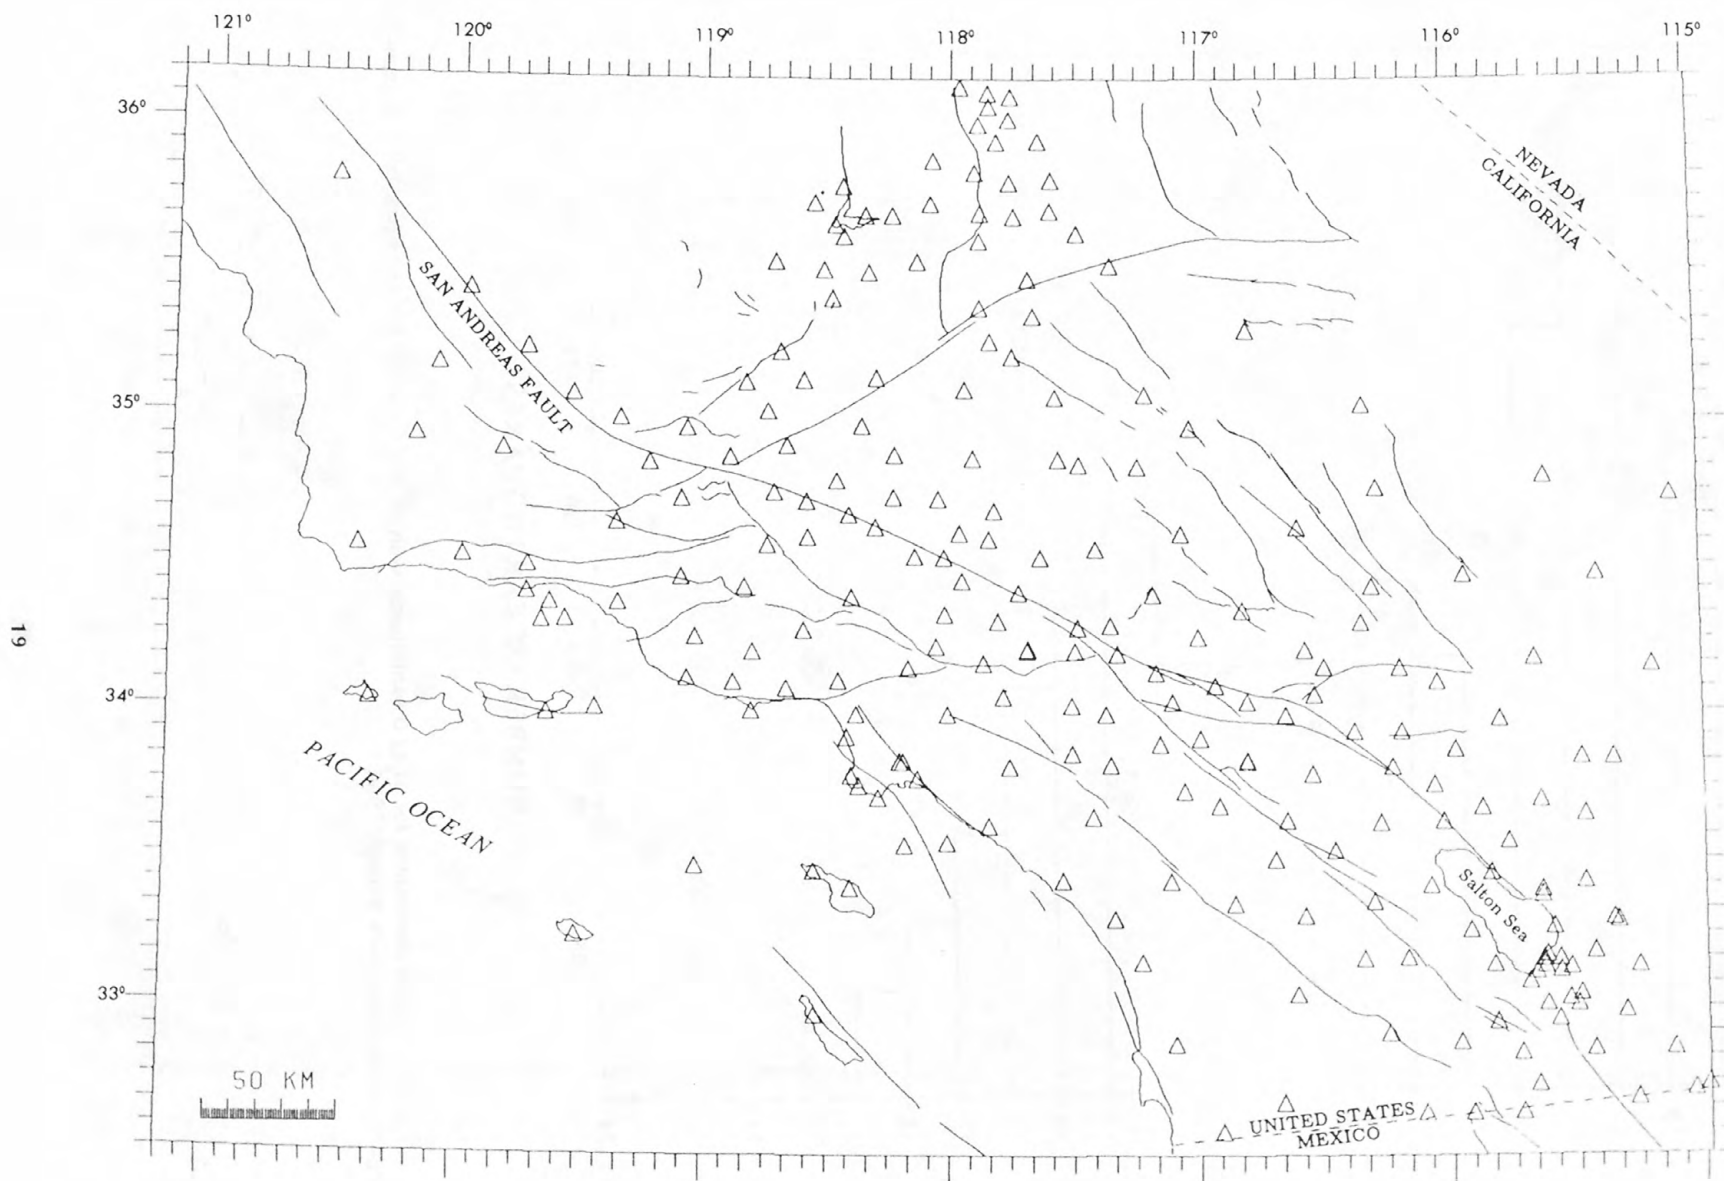 121° 120° 119° 118° 117° 116° 115°
36°
35°
34°
33°
NEVADA
CALIFORNIA
SAN ANDREAS FAULT
PACIFIC OCEAN
Salton Sea
50 KM
UNITED STATES
MEXICO
19